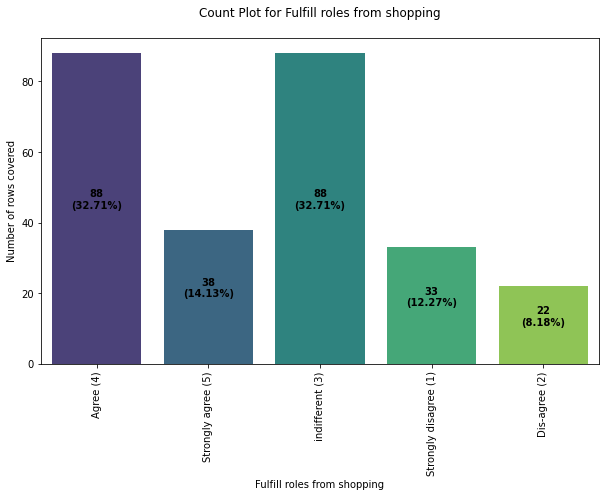 Count Plot for Fulfill roles from shopping
Number of rows covered
80
60
40
20
0
88
(32.71%)
38
(14.13%)
88
(32.71%)
33
(12.27%)
22
(8.18%)
Agree (4)
Strongly agree (5)
indifferent (3)
Strongly disagree (1)
Dis-agree (2)
Fulfill roles from shopping